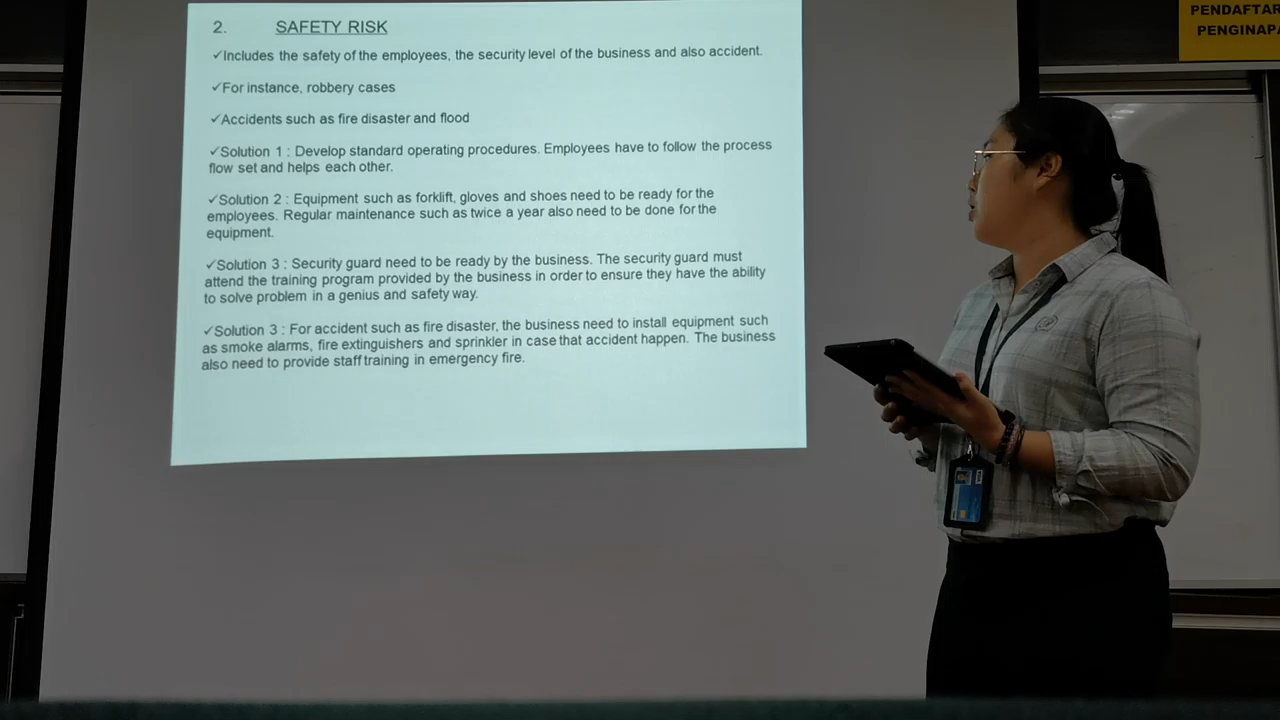 2. SAFETY RISK
✓Includes the safety of the employees, the security level of the business and also accident.
✓For instance, robbery cases
✓Accidents such as fire disaster and flood
✓Solution 1 : Develop standard operating procedures. Employees have to follow the process
flow set and helps each other.
✓Solution 2 : Equipment such as forklift, gloves and shoes need to be ready for the
employees. Regular maintenance such as twice a year also need to be done for the
equipment.
✓Solution 3 : Security guard need to be ready by the business. The security guard must
attend the training program provided by the business in order to ensure they have the ability
to solve problem in a genius and safety way.
✓Solution 3 : For accident such as fire disaster, the business need to install equipment such
as smoke alarms, fire extinguishers and sprinkler in case that accident happen. The business
also need to provide staff training in emergency fire.
PENDAFTAR
PENGINAPA